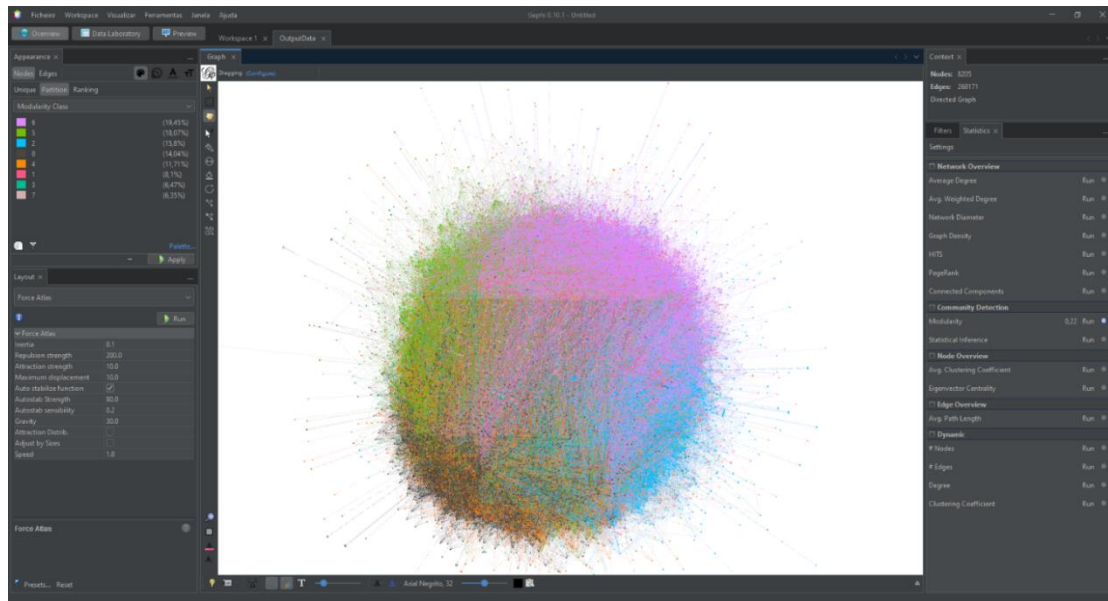 Ficheiro Workspace Visualizar Ferramentas Janela Ajuda
Gephi 0.10.1 - Untitled
Overview Data Laboratory Preview
Workspace 1 × OutputData ×
Appearance ×
Nodes Edges
Unique Partition Ranking
Modularity Class
6 (19,45%)
5 (18,07%)
2 (15,8%)
0 (14,04%)
4 (11,71%)
1 (8,1%)
3 (6,47%)
7 (6,35%)
Palette...
Apply
Layout ×
Force Atlas
Run
Force Atlas
Inertia 0.1
Repulsion strength 200.0
Attraction strength 10.0
Maximum displacement 10.0
Auto stabilize function
Autostab Strength 80.0
Autostab sensibility 0.2
Gravity 30.0
Attraction Distrib.
Adjust by Sizes
Speed 1.0
Force Atlas
Presets... Reset
Graph ×
Dragging (Configure)
T
Arial Negrito, 32
Context ×
Nodes: 8205
Edges: 268171
Directed Graph
Filters Statistics ×
Settings
Network Overview
Average Degree Run
Avg. Weighted Degree Run
Network Diameter Run
Graph Density Run
HITS Run
PageRank Run
Connected Components Run
Community Detection
Modularity 0,22 Run
Statistical Inference Run
Node Overview
Avg. Clustering Coefficient Run
Eigenvector Centrality Run
Edge Overview
Avg. Path Length Run
Dynamic
# Nodes Run
# Edges Run
Degree Run
Clustering Coefficient Run